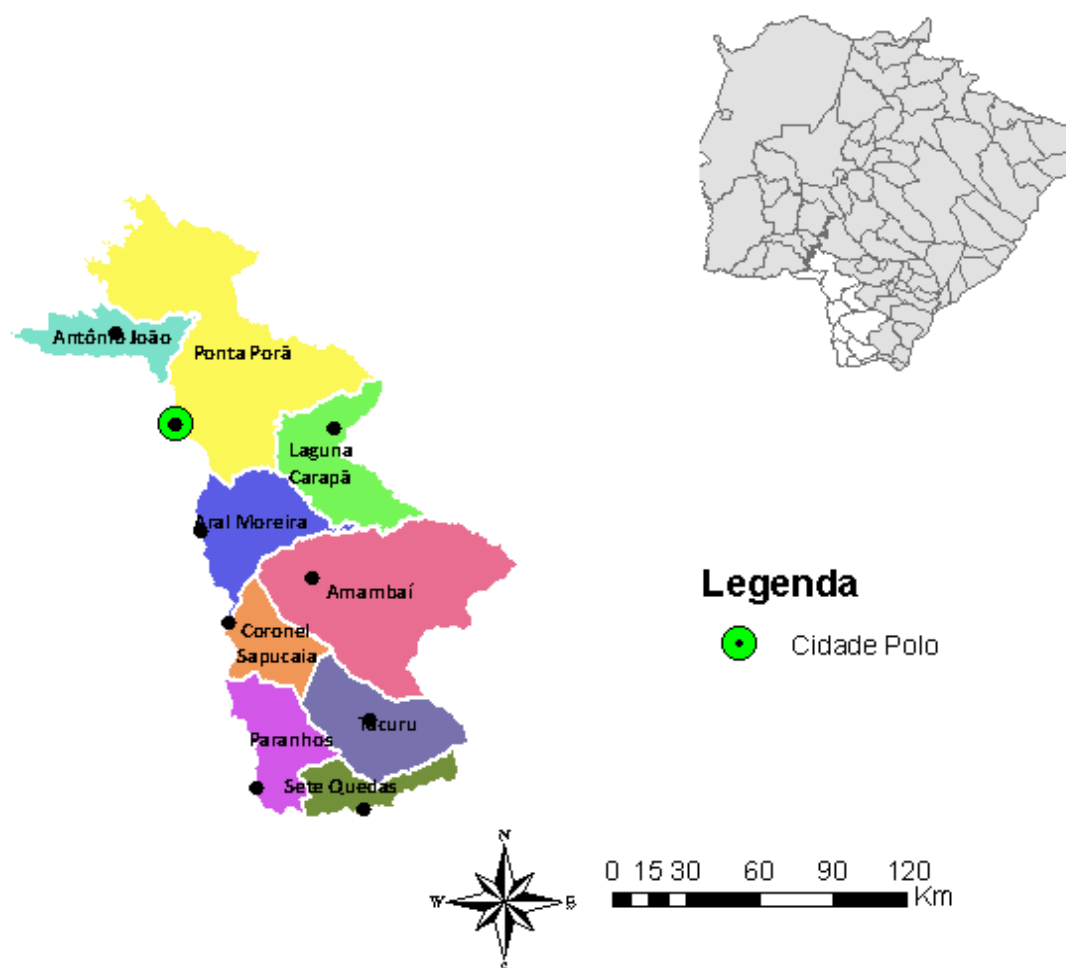 Antônio João
Ponta Porã
Laguna
Carapã
Aral Moreira
Amambaí
Coronel
Sapucaia
Tacuru
Paranhos
Sete Quedas
Legenda
Cidade Polo
N
W
E
S
0 15 30 60 90 120
Km